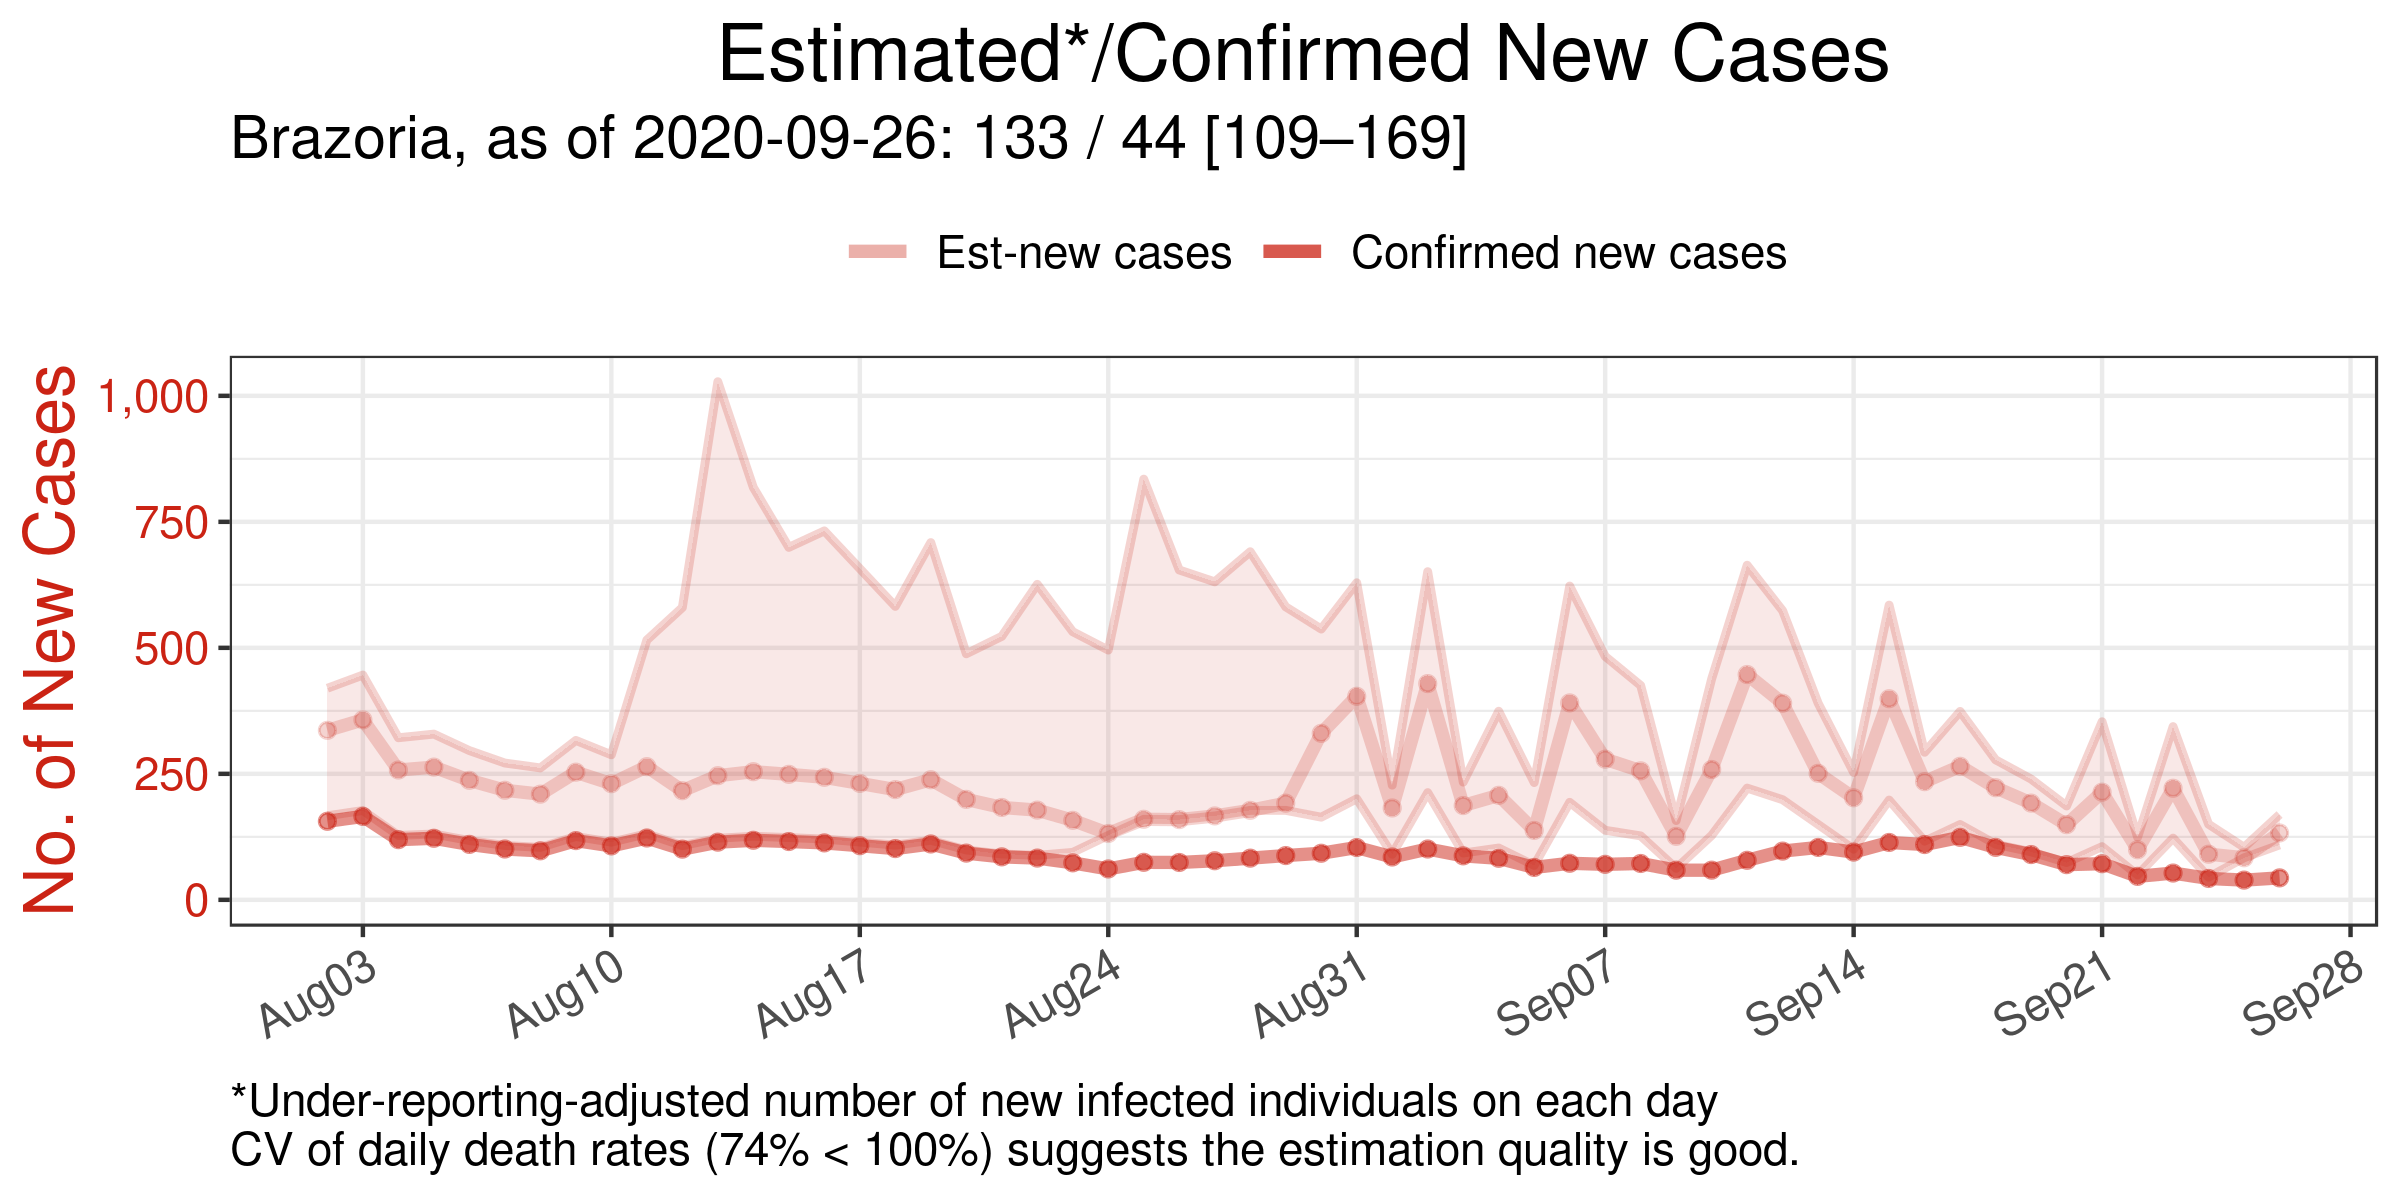 Estimated*/Confirmed New Cases
Brazoria, as of 2020-09-26: 133 / 44 [109–169]
Est-new cases
Confirmed new cases
No. of New Cases
1,000
750
500
250
0
Aug03
Aug10
Aug17
Aug24
Aug31
Sep07
Sep14
Sep21
Sep28
*Under-reporting-adjusted number of new infected individuals on each day
CV of daily death rates (74% < 100%) suggests the estimation quality is good.